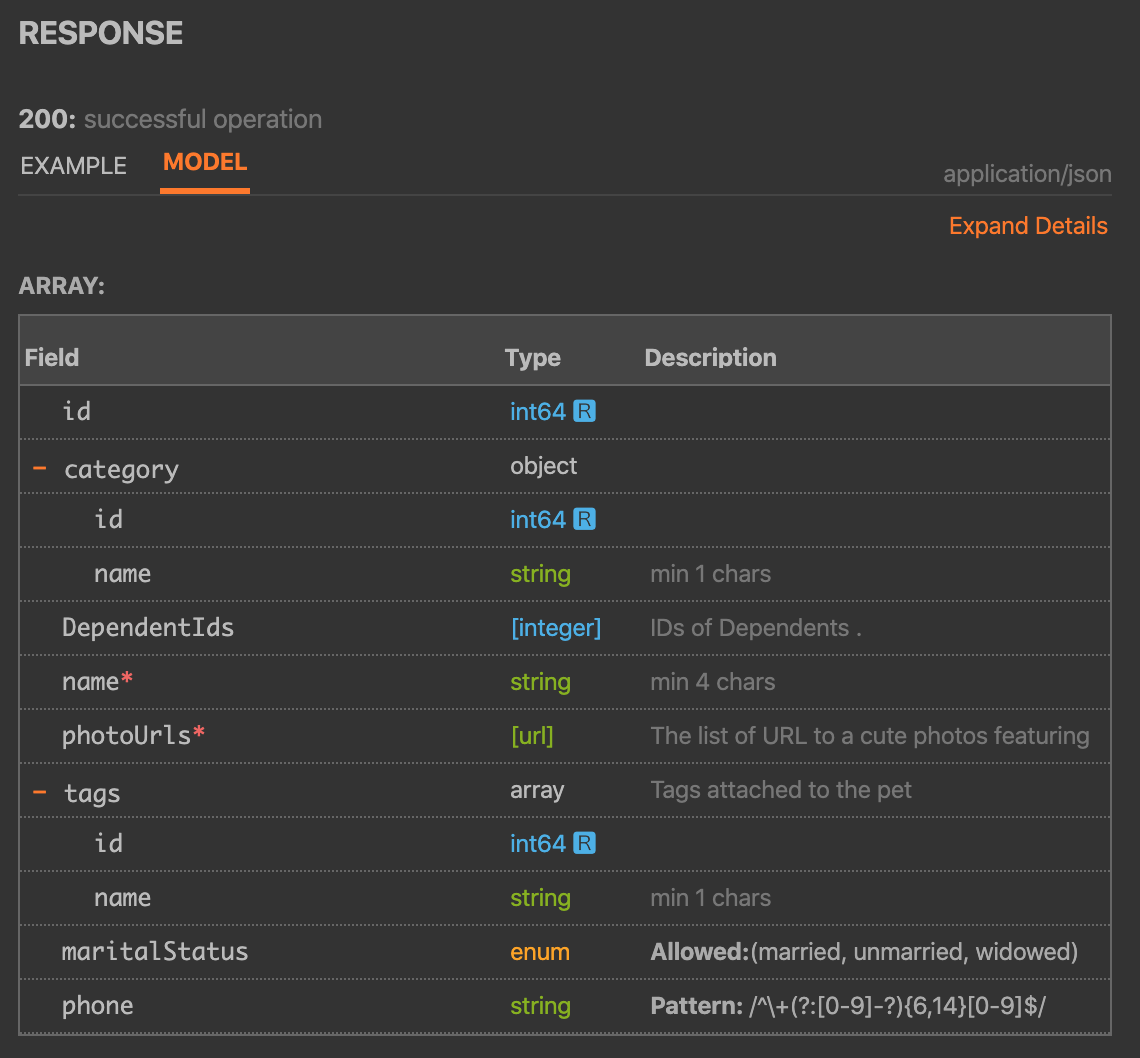 RESPONSE
200: successful operation
EXAMPLE MODEL application/json
Expand Details
ARRAY:
Field Type Description
id int64 R
− category object
id int64 R
name string min 1 chars
DependentIds [integer] IDs of Dependents .
name* string min 4 chars
photoUrls* [url] The list of URL to a cute photos featuring
− tags array Tags attached to the pet
id int64 R
name string min 1 chars
maritalStatus enum Allowed:(married, unmarried, widowed)
phone string Pattern: /^\+(?:[0-9]-?){6,14}[0-9]$/